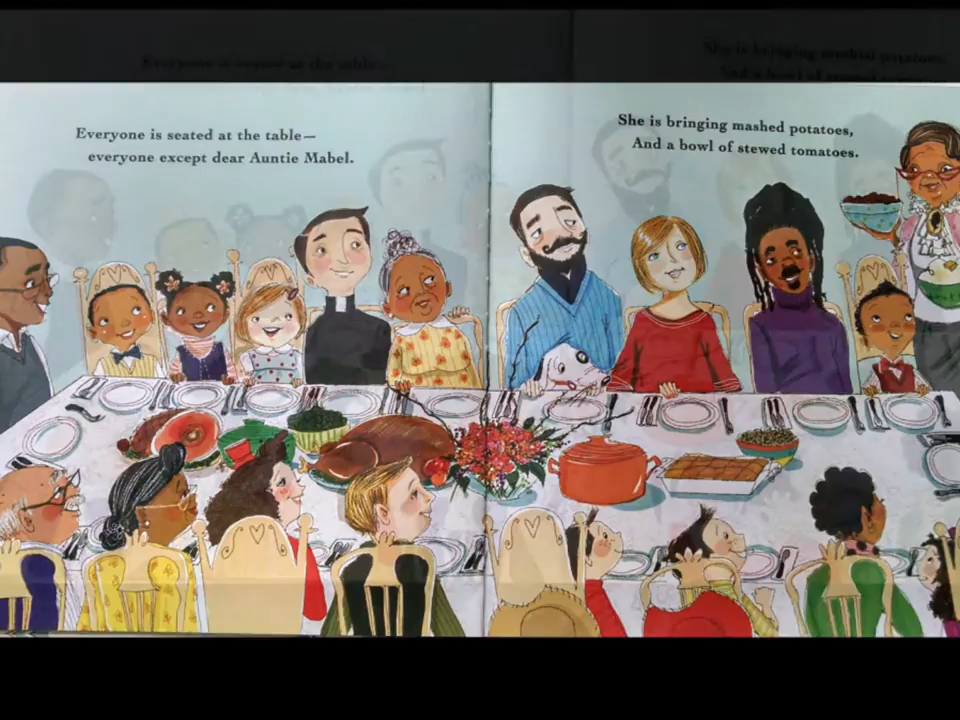 Everyone is seated at the table—
everyone except dear Auntie Mabel.
She is bringing mashed potatoes,
And a bowl of stewed tomatoes.